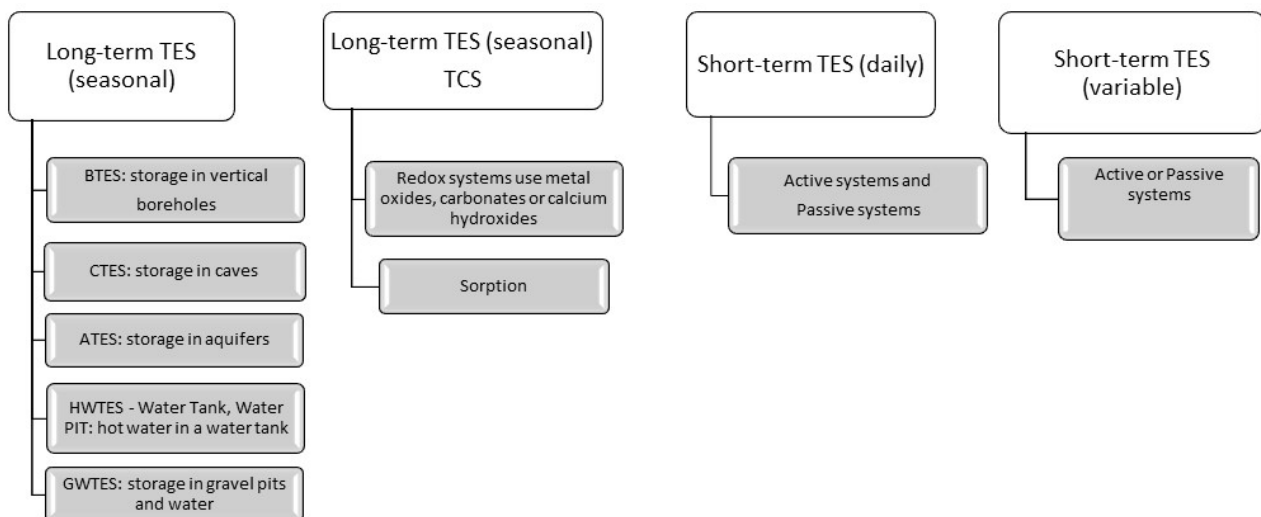 Long-term TES
(seasonal)
BTES: storage in vertical
boreholes
CTES: storage in caves
ATES: storage in aquifers
HWTES - Water Tank, Water
PIT: hot water in a water tank
GWTES: storage in gravel pits
and water
Long-term TES (seasonal)
TCS
Redox systems use metal
oxides, carbonates or calcium
hydroxides
Sorption
Short-term TES (daily)
Active systems and
Passive systems
Short-term TES
(variable)
Active or Passive
systems